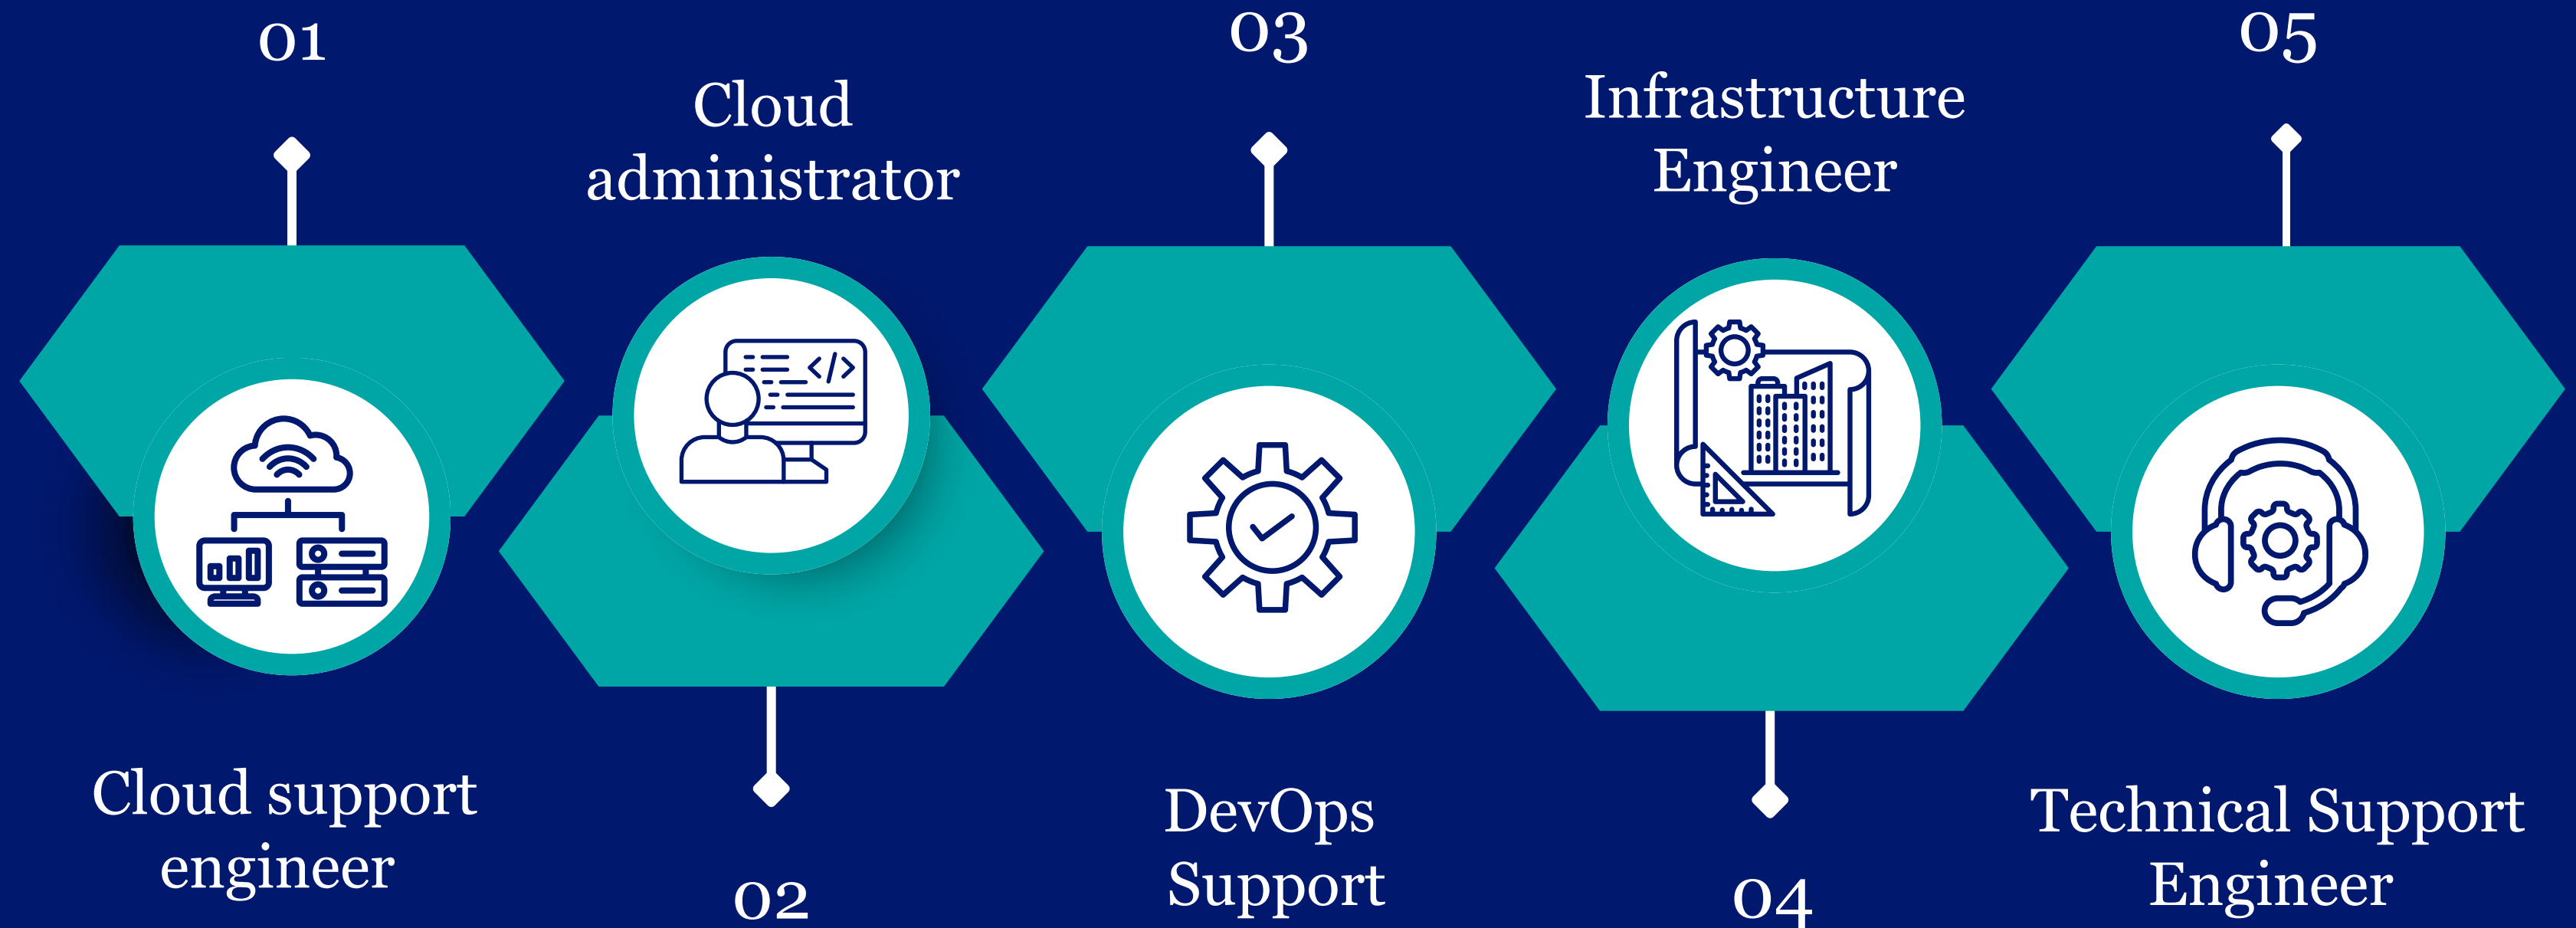 01
Cloud support
engineer
Cloud
administrator
02
03
DevOps
Support
Infrastructure
Engineer
04
05
Technical Support
Engineer